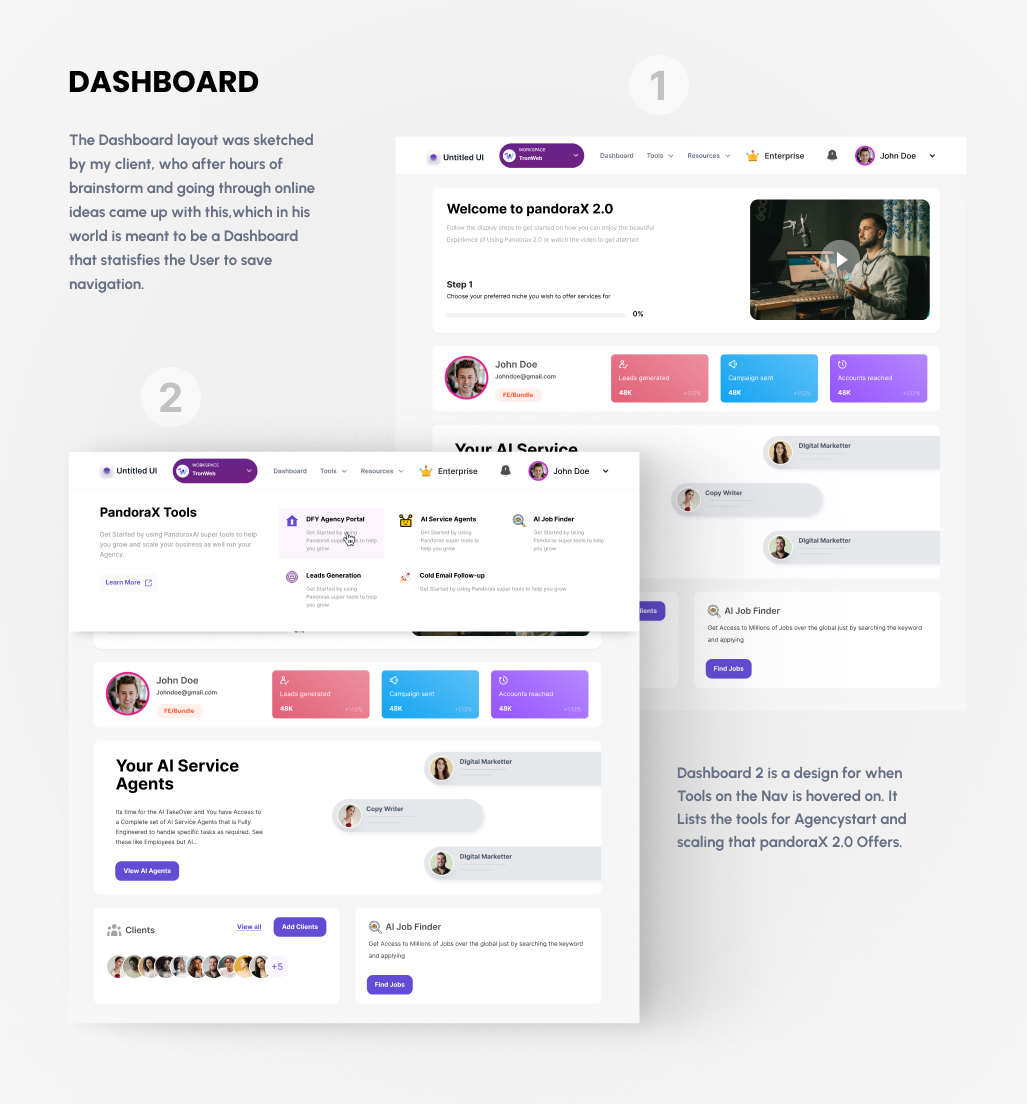 DASHBOARD
The Dashboard layout was sketched
by my client, who after hours of
brainstorm and going through online
ideas came up with this,which in his
world is meant to be a Dashboard
that statisfies the User to save
navigation.
1
Untitled UI
WORKSPACE
TronWeb
Dashboard
Tools
Resources
Enterprise
John Doe
Welcome to pandoraX 2.0
Follow the display steps to get started on how you can enjoy the beautiful
Experience of Using Pandorax 2.0 or watch the video to get atatrted
Step 1
Choose your preferred niche you wish to offer services for
0%
John Doe
Johndoe@gmail.com
FE/Bundle
Leads generated
48K
+1.12%
Campaign sent
48K
+1.12%
Accounts reached
48K
+1.12%
Your AI Service
Digital Marketter
Copy Writer
Digital Marketter
lients
AI Job Finder
Get Access to Millions of Jobs over the global just by searching the keyword
and applying
Find Jobs
2
Untitled UI
WORKSPACE
TronWeb
Dashboard
Tools
Resources
Enterprise
John Doe
PandoraX Tools
Get Started by using PandoraxAI super tools to help
you grow and scale your business as well run your
Agency.
Learn More
DFY Agency Portal
Get Started by using
Pandoras super tools to help
you grow
AI Service Agents
Get Started by using
Pandoras super tools to
help you grow
AI Job Finder
Get Started by using
Pandoras super tools to help
you grow
Leads Generation
Get Started by using
Pandoras super tools to help
you grow
Cold Email Follow-up
Get Started by using Pandoras super tools to help you grow
John Doe
Johndoe@gmail.com
FE/Bundle
Leads generated
48K
+1.12%
Campaign sent
48K
+1.12%
Accounts reached
48K
+1.12%
Your AI Service
Agents
Its time for the AI TakeOver and You have Access to
a Complete set of AI Service Agents that is Fully
Engineered to handle specific tasks as required. See
these like Employees but AI...
View AI Agents
Digital Marketter
Copy Writer
Digital Marketter
Clients
View all
Add Clients
+5
AI Job Finder
Get Access to Millions of Jobs over the global just by searching the keyword
and applying
Find Jobs
Dashboard 2 is a design for when
Tools on the Nav is hovered on. It
Lists the tools for Agencystart and
scaling that pandoraX 2.0 Offers.